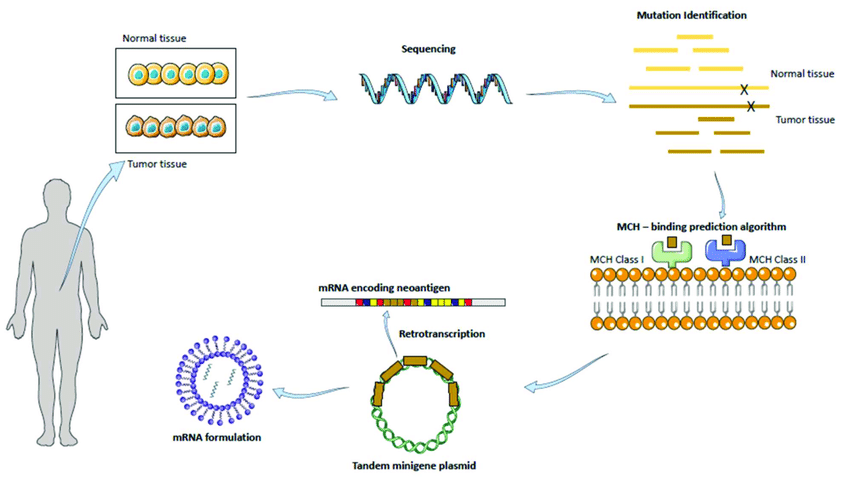 Normal tissue
Tumor tissue
Sequencing
Mutation Identification
Normal tissue
X
X
Tumor tissue
MCH – binding prediction algorithm
MCH Class I
MCH Class II
mRNA encoding neoantigen
Retrotranscription
mRNA formulation
Tandem minigene plasmid